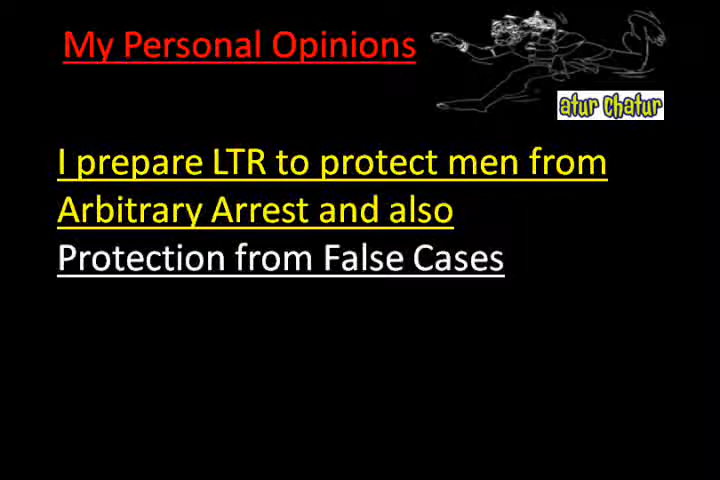 My Personal Opinions
atur chatur
I prepare LTR to protect men from
Arbitrary Arrest and also
Protection from False Cases